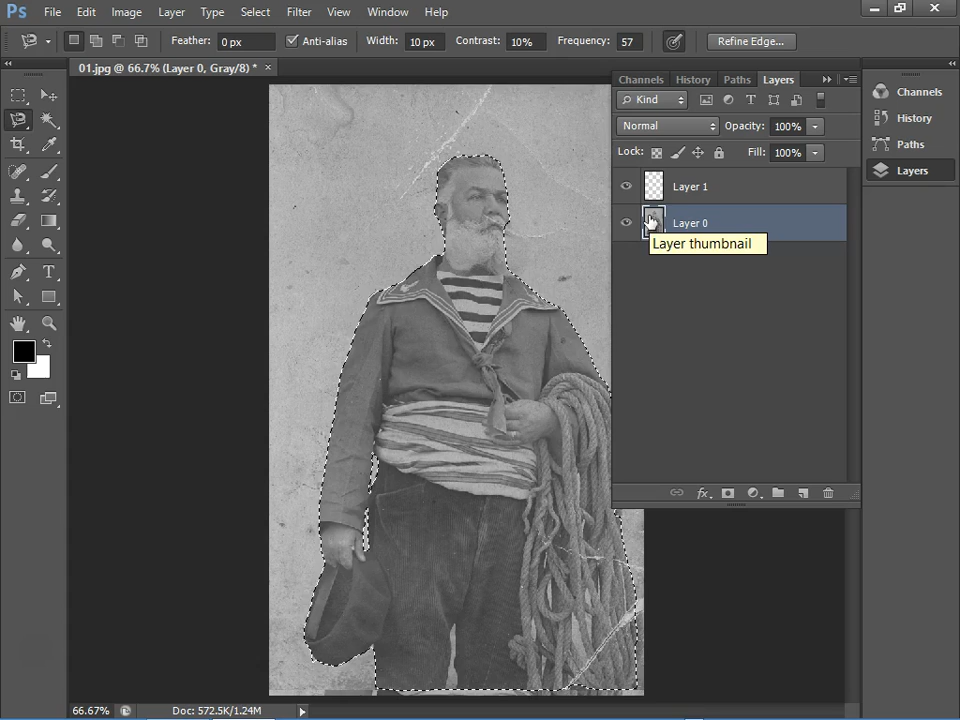 Ps File Edit Image Layer Type Select Filter View Window Help
Feather: 0 px Anti-alias Width: 10 px Contrast: 10% Frequency: 57 Refine Edge...
01.jpg @ 66.7% (Layer 0, Gray/8) * ×
Channels History Paths Layers
Kind
Normal Opacity: 100%
Lock: Fill: 100%
Layer 1
Layer 0
Layer thumbnail
fx
Channels
History
Paths
Layers
66.67% Doc: 572.5K/1.24M